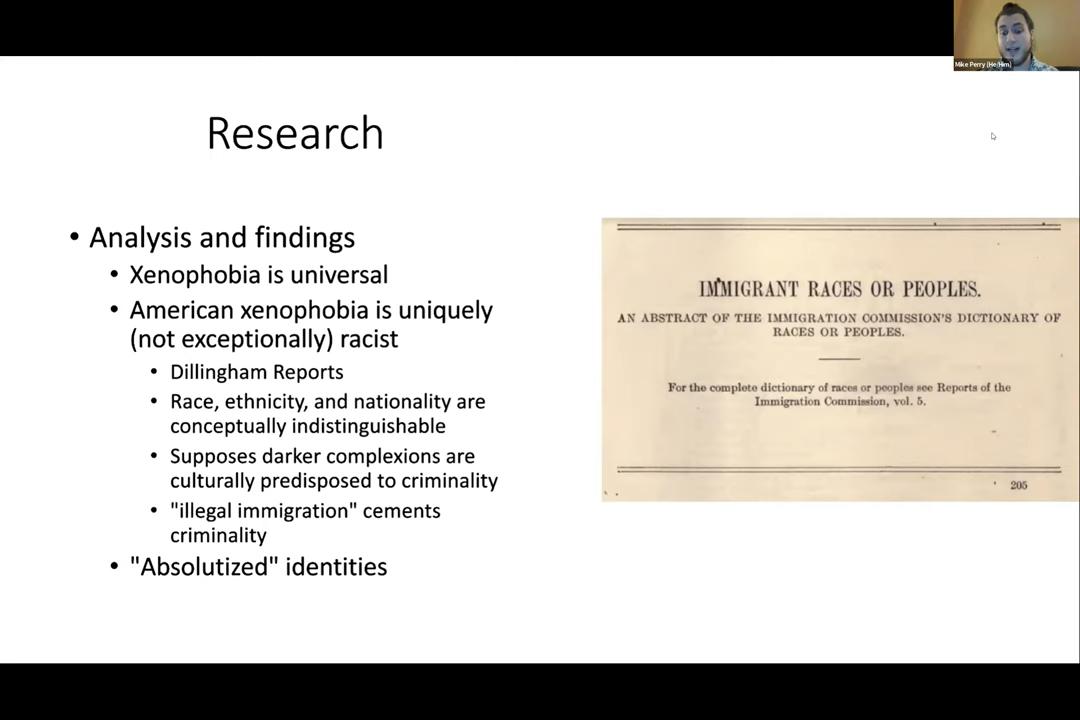 Mike Perry (He/Him)
Research
• Analysis and findings
• Xenophobia is universal
• American xenophobia is uniquely
(not exceptionally) racist
• Dillingham Reports
• Race, ethnicity, and nationality are
conceptually indistinguishable
• Supposes darker complexions are
culturally predisposed to criminality
• "illegal immigration" cements
criminality
• "Absolutized" identities
IMMIGRANT RACES OR PEOPLES.
AN ABSTRACT OF THE IMMIGRATION COMMISSION'S DICTIONARY OF
RACES OR PEOPLES.
For the complete dictionary of races or peoples see Reports of the
Immigration Commission, vol. 5.
205